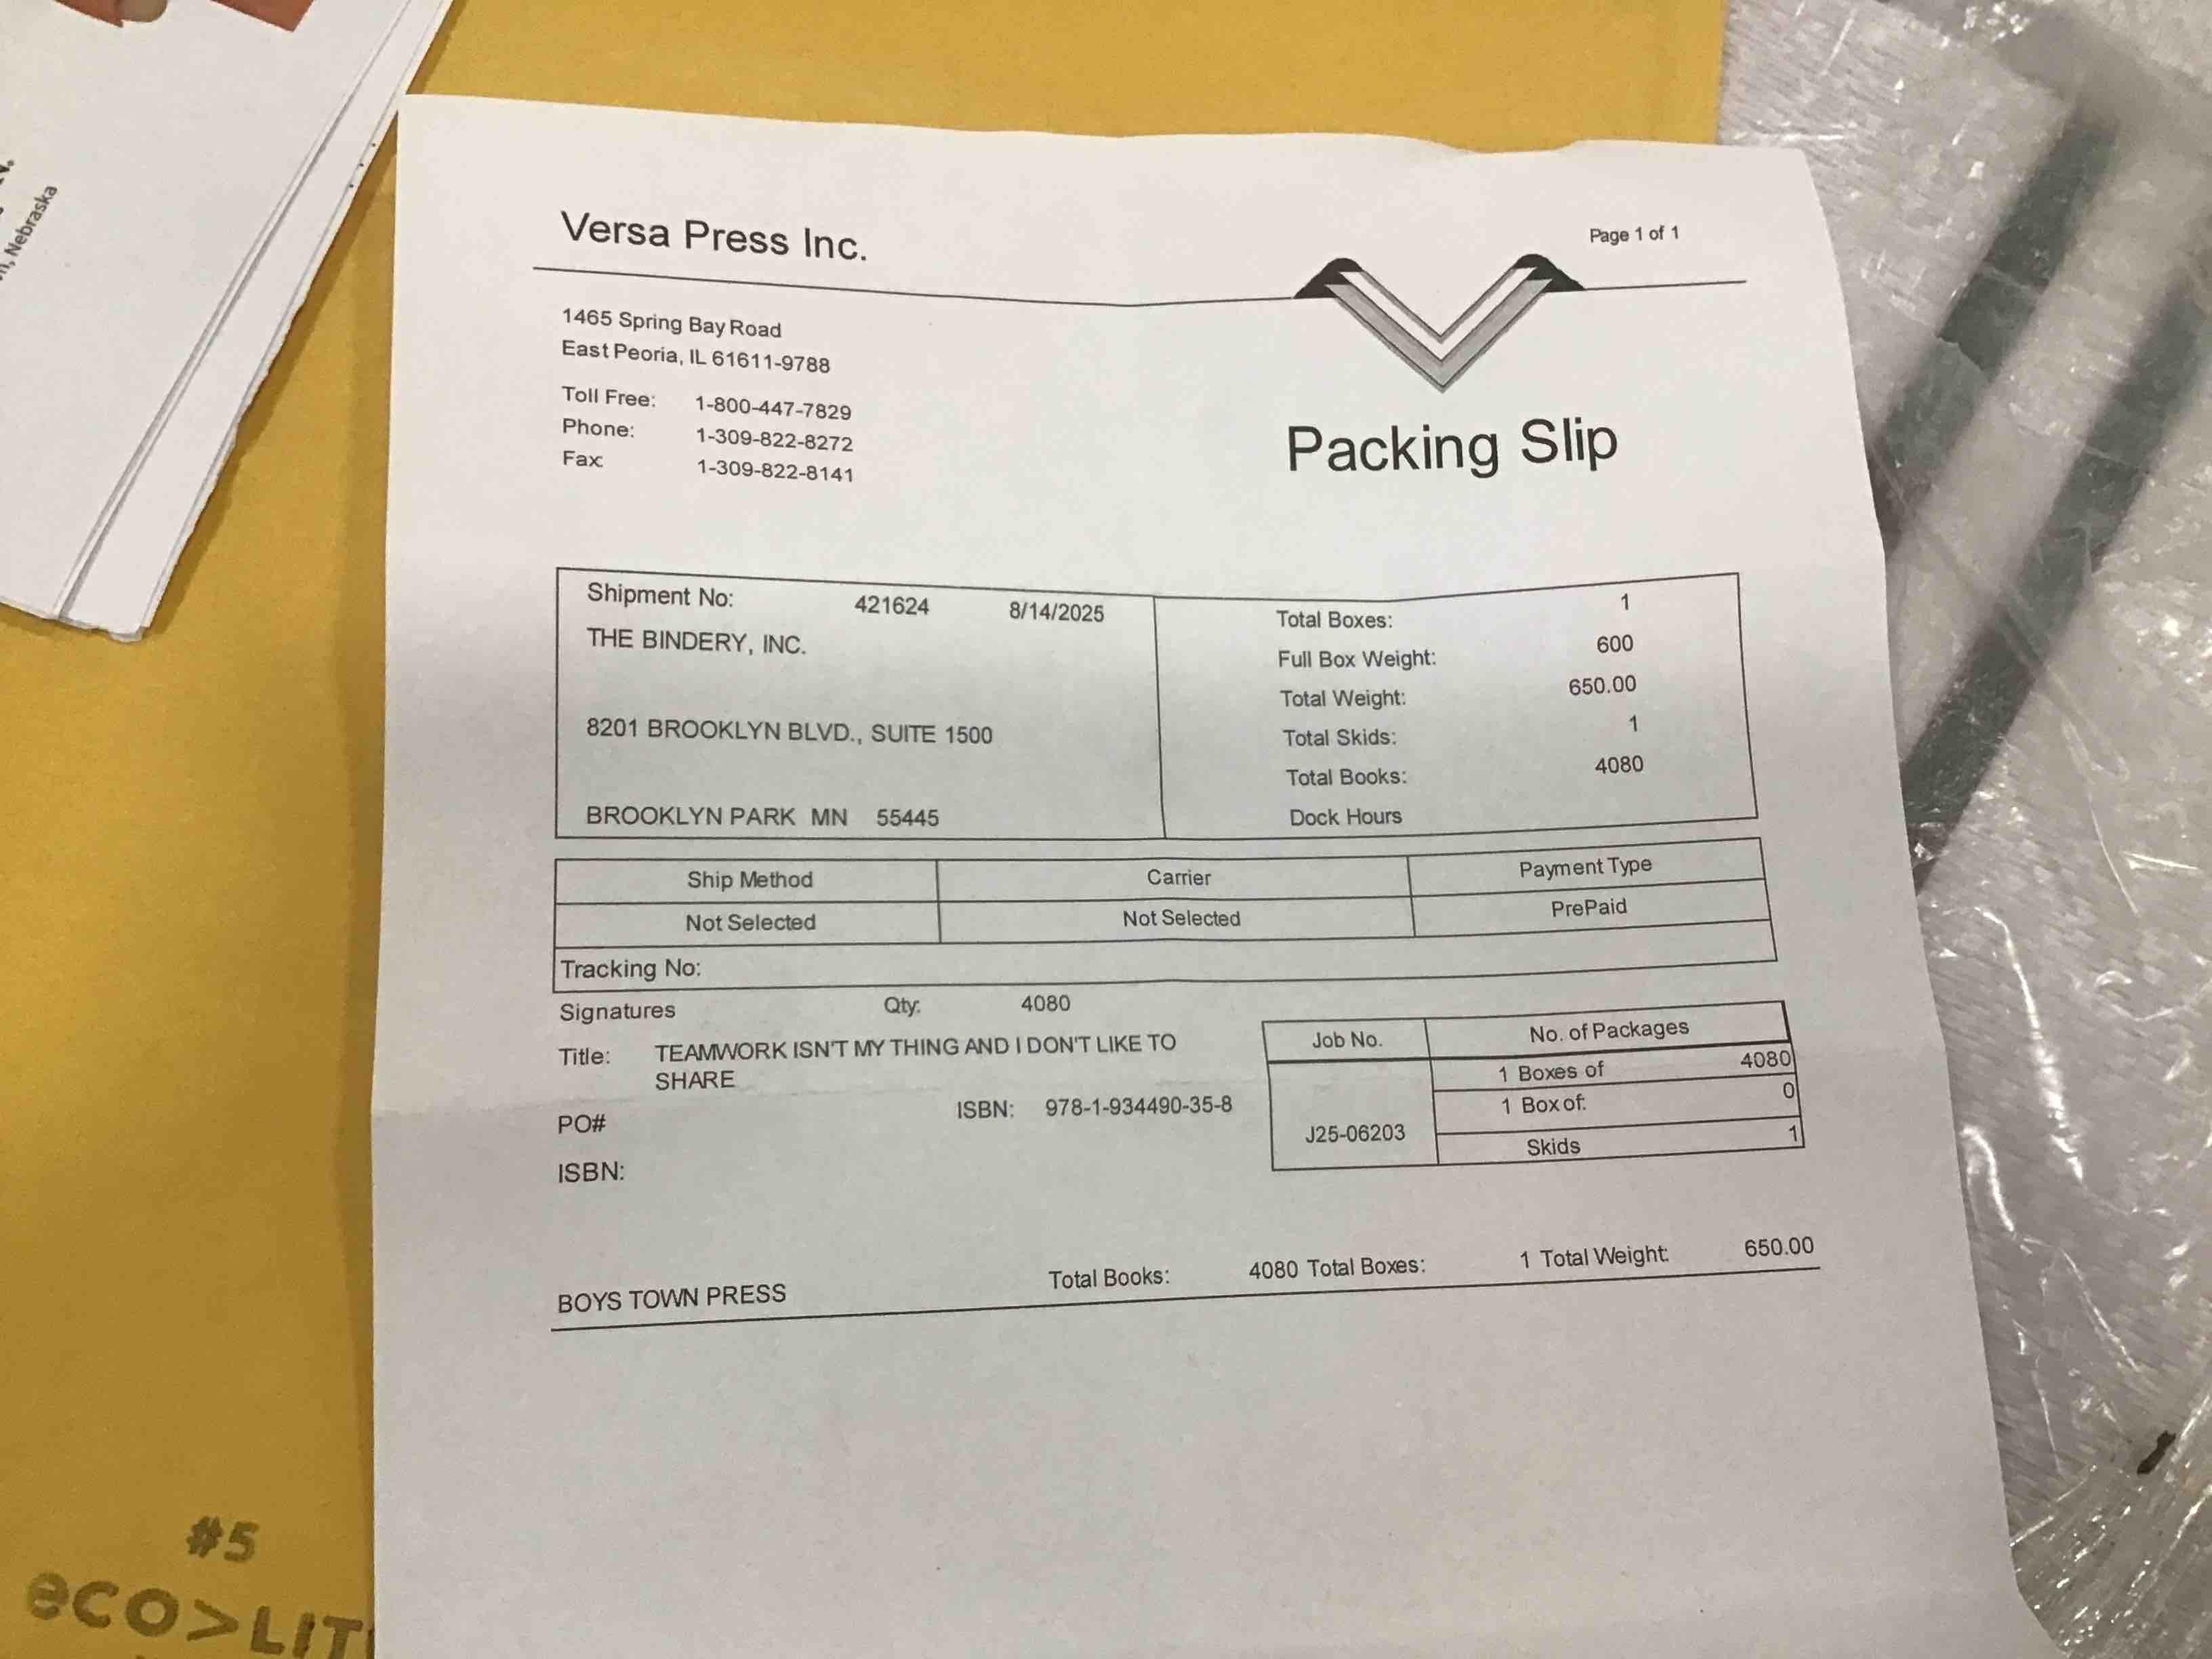 n, Nebraska
Versa Press Inc.
Page 1 of 1
1465 Spring Bay Road
East Peoria, IL 61611-9788
Toll Free: 1-800-447-7829
Phone: 1-309-822-8272
Fax: 1-309-822-8141
Packing Slip
Shipment No: 421624 8/14/2025
THE BINDERY, INC.
8201 BROOKLYN BLVD., SUITE 1500
BROOKLYN PARK MN 55445
Total Boxes: 1
Full Box Weight: 600
Total Weight: 650.00
Total Skids: 1
Total Books: 4080
Dock Hours
Ship Method Carrier Payment Type
Not Selected Not Selected PrePaid
Tracking No:
Signatures Qty: 4080
Title: TEAMWORK ISN'T MY THING AND I DON'T LIKE TO
SHARE
PO# ISBN: 978-1-934490-35-8
ISBN:
Job No. No. of Packages
1 Boxes of 4080
1 Box of: 0
J25-06203
Skids 1
BOYS TOWN PRESS Total Books: 4080 Total Boxes: 1 Total Weight: 650.00
#5
eco>LIT